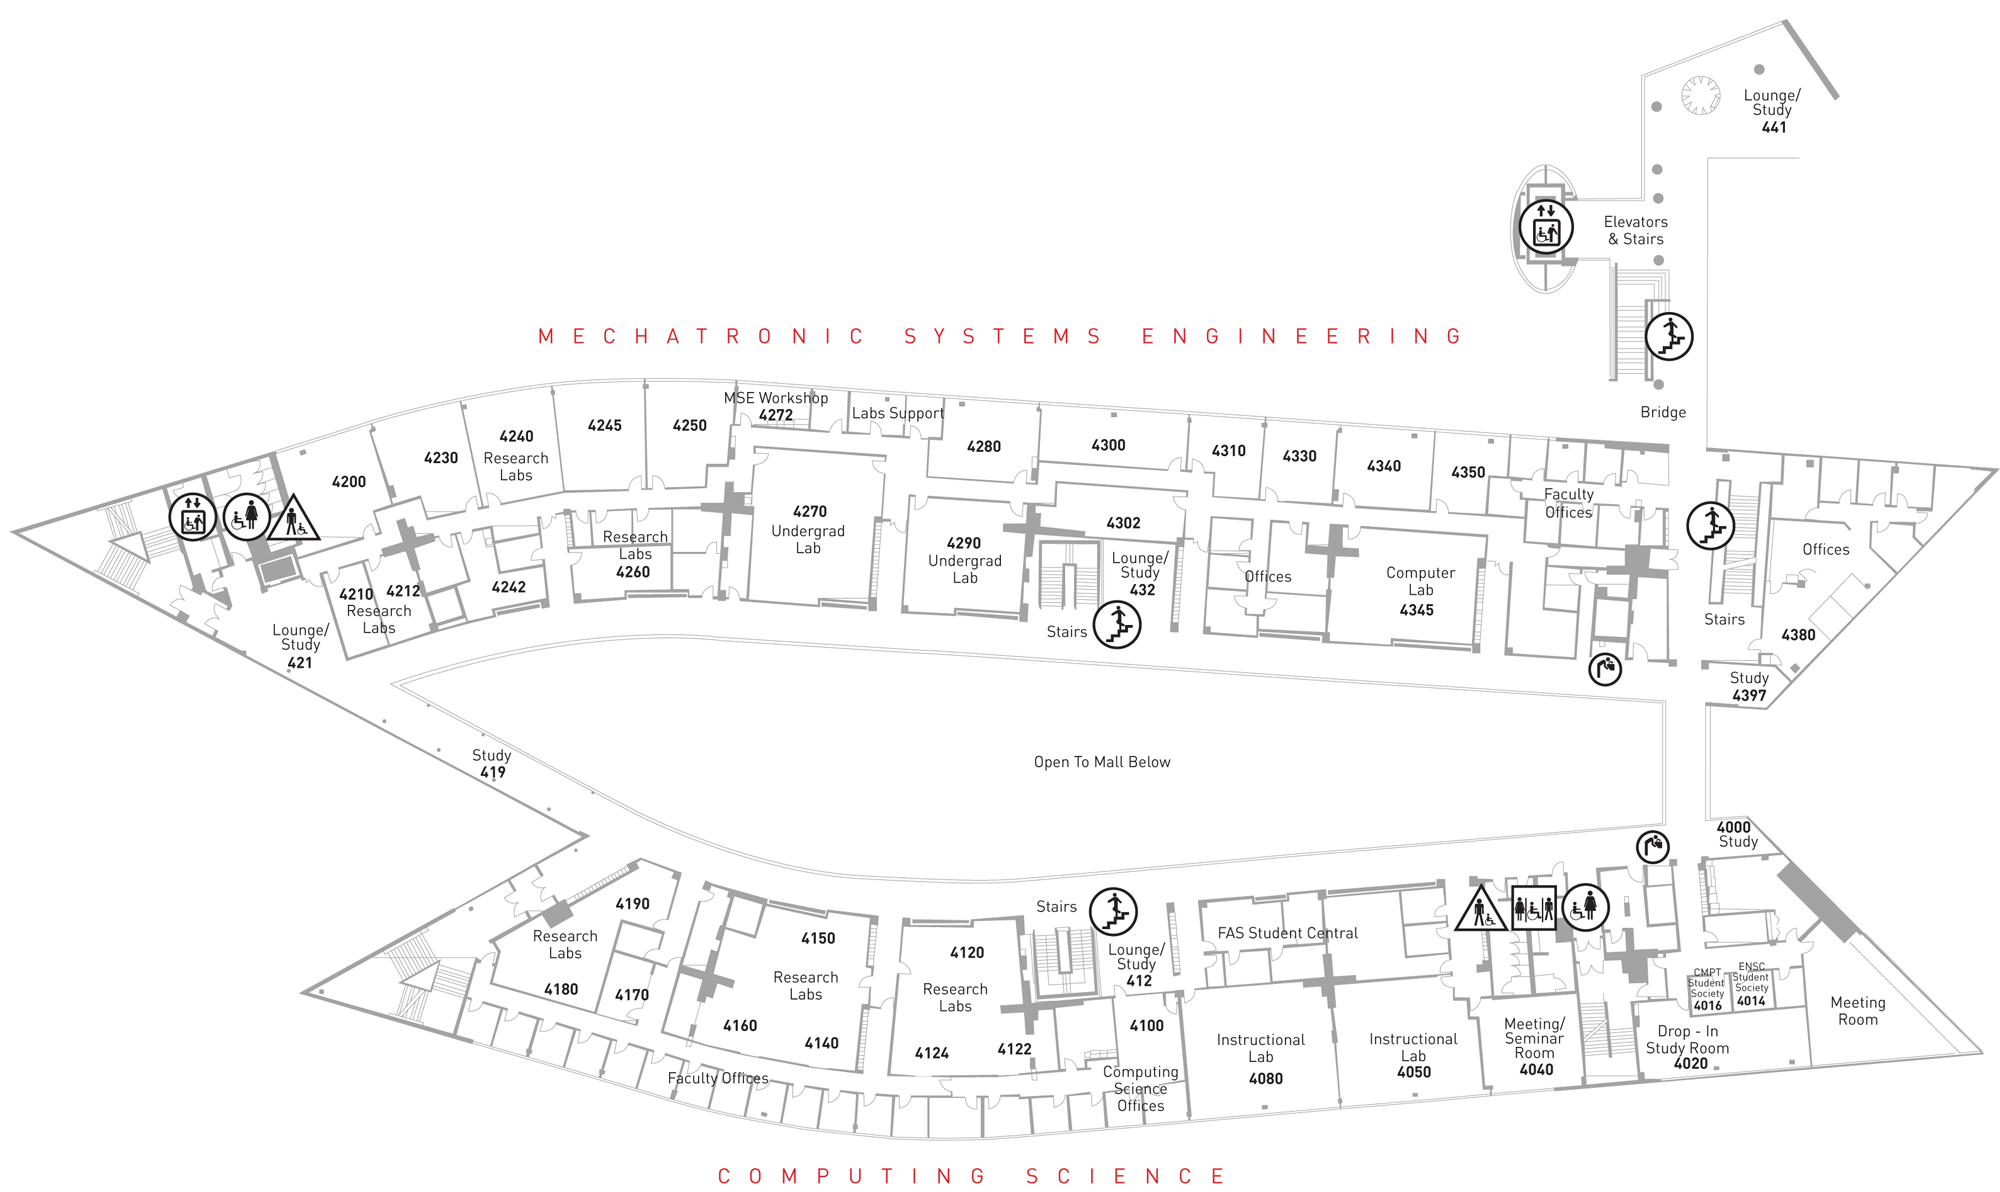 Lounge/
Study
441
Elevators
& Stairs
MECHATRONIC SYSTEMS ENGINEERING
Bridge
MSE Workshop
4272
Labs Support
4200
4230
4240
Research
Labs
4245
4250
4280
4300
4310
4330
4340
4350
Faculty
Offices
4270
Undergrad
Lab
4290
Undergrad
Lab
4302
Lounge/
Study
432
Stairs
Offices
Computer
Lab
4345
Offices
4380
Stairs
Study
4397
Research
Labs
4260
4242
4210
4212
Research
Labs
Lounge/
Study
421
Study
419
Open To Mall Below
4000
Study
4190
Research
Labs
4180
4170
4150
Research
Labs
4160
4140
4120
Research
Labs
4124
4122
Stairs
Lounge/
Study
412
4100
Computing
Science
Offices
Faculty Offices
FAS Student Central
Instructional
Lab
4080
Instructional
Lab
4050
Meeting/
Seminar
Room
4040
CMPT
Student
Society
4016
ENSC
Student
Society
4014
Drop - In
Study Room
4020
Meeting
Room
COMPUTING SCIENCE